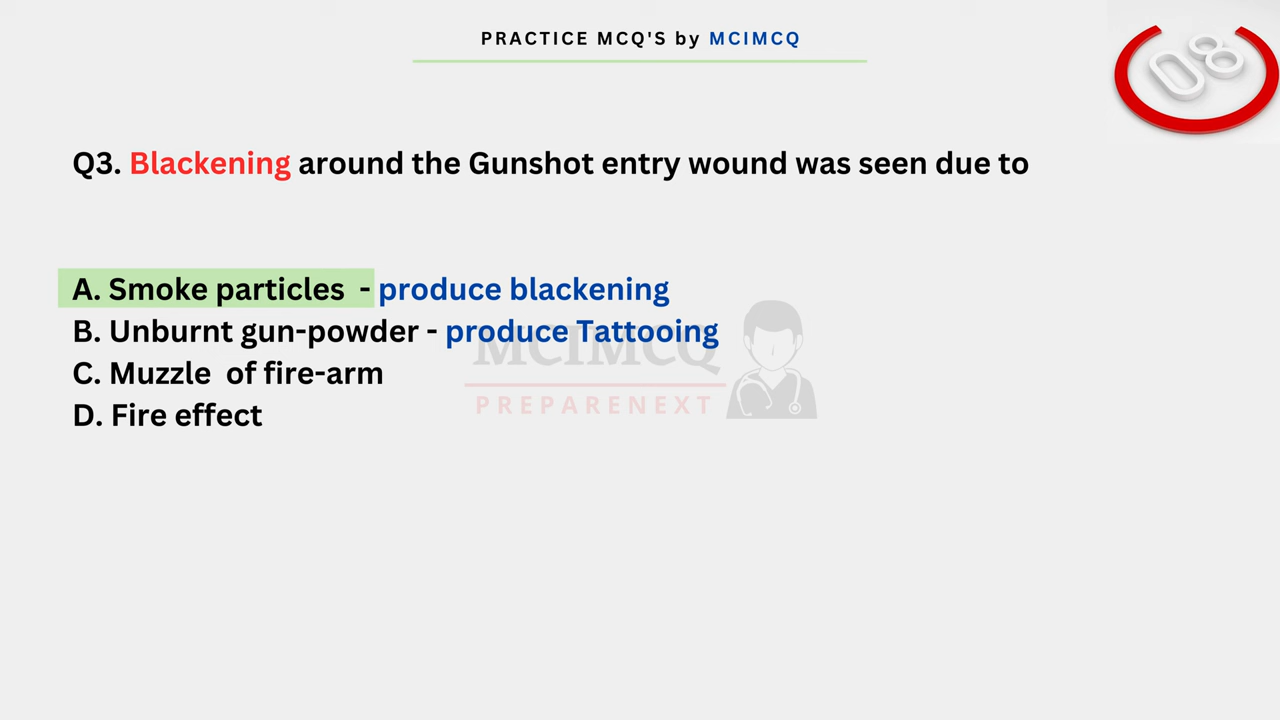 PRACTICE MCQ'S by MCIMCQ
08
Q3. Blackening around the Gunshot entry wound was seen due to
A. Smoke particles - produce blackening
B. Unburnt gun-powder - produce Tattooing
MCIMCQ
C. Muzzle of fire-arm
PREPARENEXT
D. Fire effect